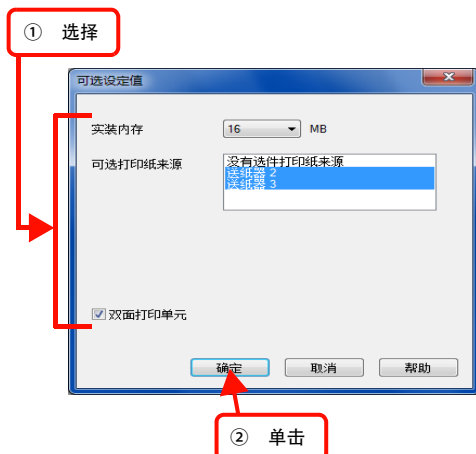 ① 选择
可选设定值
实装内存 16 MB
可选打印纸来源 没有选件打印纸来源
送纸器 2
送纸器 3
双面打印单元
确定 取消 帮助
② 单击